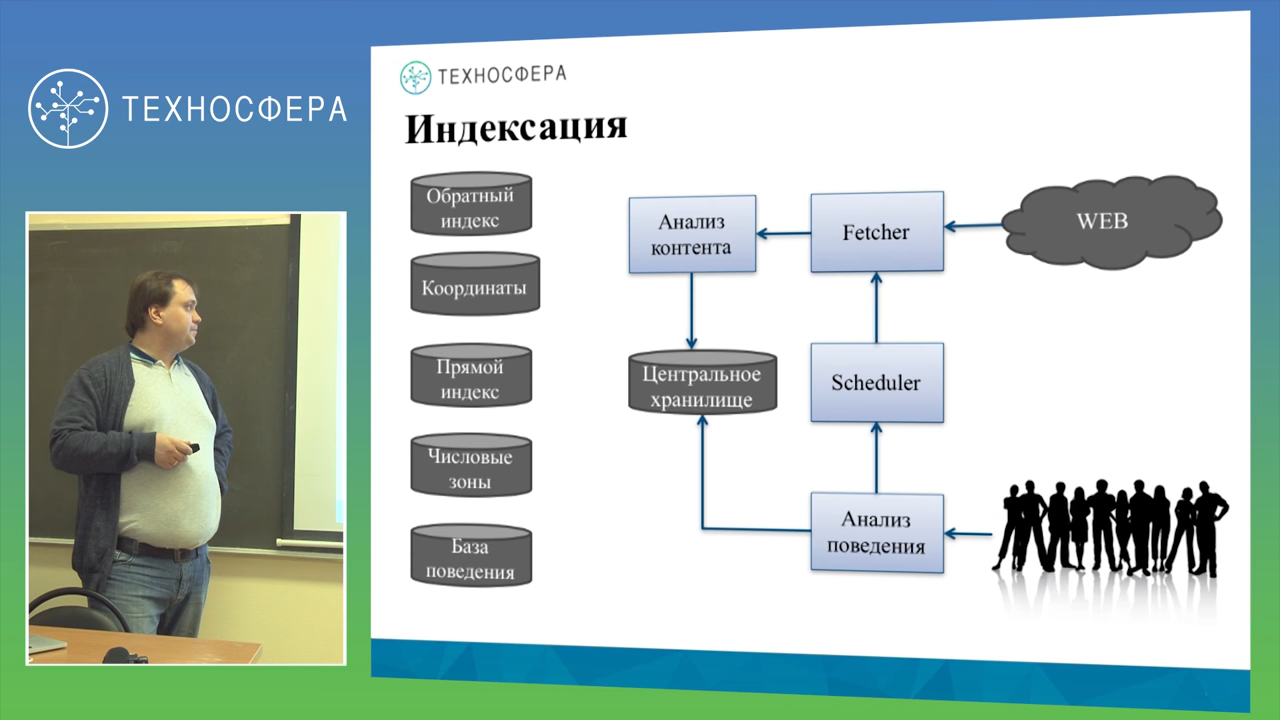 ТЕХНОСФЕРА
ТЕХНОСФЕРА
Индексация
Обратный
индекс
Координаты
Прямой
индекс
Числовые
зоны
База
поведения
Анализ
контента
Fetcher
WEB
Центральное
хранилище
Scheduler
Анализ
поведения